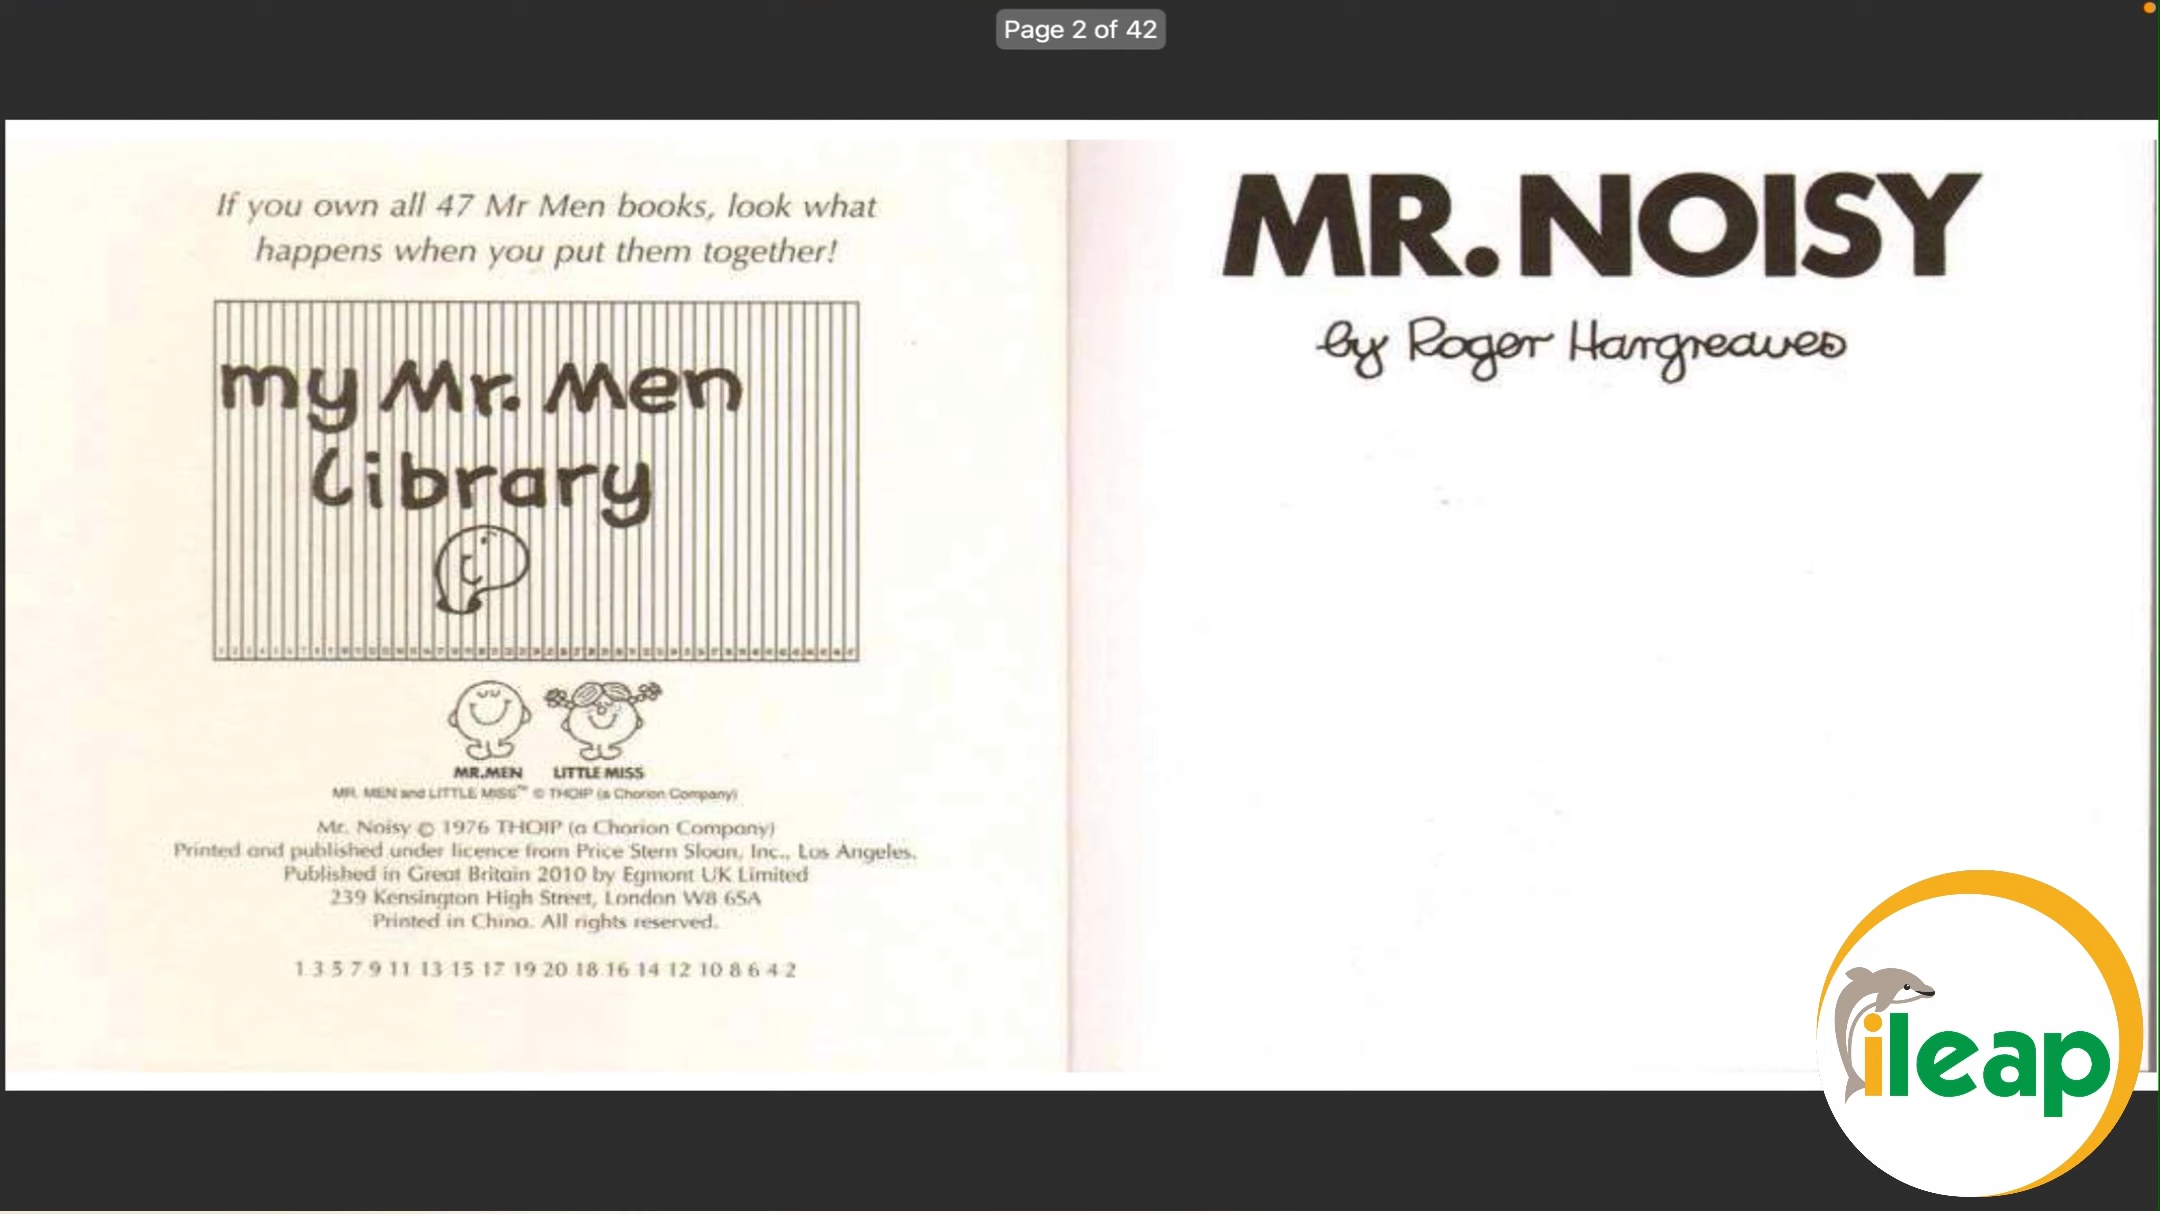 Page 2 of 42
If you own all 47 Mr Men books, look what
happens when you put them together!
my Mr. Men
Library
MR.MEN LITTLE MISS
MR. MEN and LITTLE MISS™ © THOIP (a Chorion Company)
Mr. Noisy © 1976 THOIP (a Chorion Company)
Printed and published under licence from Price Stern Sloan, Inc., Los Angeles.
Published in Great Britain 2010 by Egmont UK Limited
239 Kensington High Street, London W8 6SA
Printed in China. All rights reserved.
1 3 5 7 9 11 13 15 17 19 20 18 16 14 12 10 8 6 4 2
MR. NOISY
by Roger Hargreaves
ileap